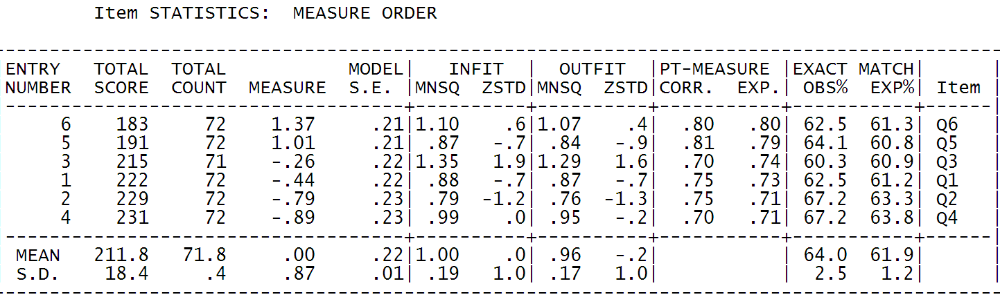 Item STATISTICS:  MEASURE ORDER
--------------------------------------------------------------------------------------------
|ENTRY   TOTAL  TOTAL           MODEL|   INFIT  |  OUTFIT  |PT-MEASURE |EXACT MATCH|      |
|NUMBER  SCORE  COUNT  MEASURE  S.E. |MNSQ  ZSTD|MNSQ  ZSTD|CORR.  EXP.| OBS%  EXP%| Item |
|------------------------------------+----------+----------+-----------+-----------+------|
|     6    183     72    1.37     .21|1.10    .6|1.07    .4|  .80   .80| 62.5  61.3| Q6   |
|     5    191     72    1.01     .21| .87   -.7| .84   -.9|  .81   .79| 64.1  60.8| Q5   |
|     3    215     71    -.26     .22|1.35   1.9|1.29   1.6|  .70   .74| 60.3  60.9| Q3   |
|     1    222     72    -.44     .22| .88   -.7| .87   -.7|  .75   .73| 62.5  61.2| Q1   |
|     2    229     72    -.79     .23| .79  -1.2| .76  -1.3|  .75   .71| 67.2  63.3| Q2   |
|     4    231     72    -.89     .23| .99    .0| .95   -.2|  .70   .71| 67.2  63.8| Q4   |
|------------------------------------+----------+----------+-----------+-----------+------|
| MEAN   211.8   71.8     .00     .22|1.00    .0| .96   -.2|           | 64.0  61.9|      |
| S.D.    18.4     .4     .87     .01| .19   1.0| .17   1.0|           |  2.5   1.2|      |
--------------------------------------------------------------------------------------------